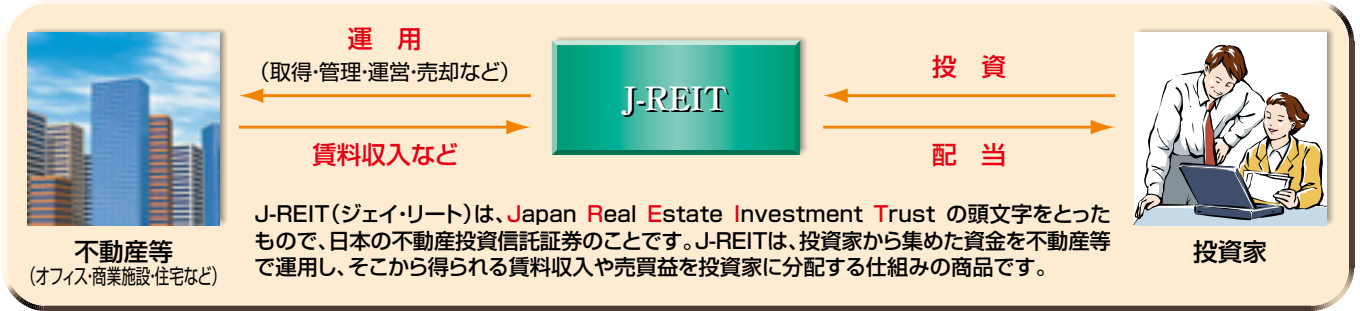 運 用
（取得・管理・運営・売却など）
賃料収入など
J-REIT
投 資
配 当
不動産等
（オフィス・商業施設・住宅など）
J-REIT（ジェイ・リート）は、Japan Real Estate Investment Trust の頭文字をとった
もので、日本の不動産投資信託証券のことです。J-REITは、投資家から集めた資金を不動産等
で運用し、そこから得られる賃料収入や売買益を投資家に分配する仕組みの商品です。
投資家